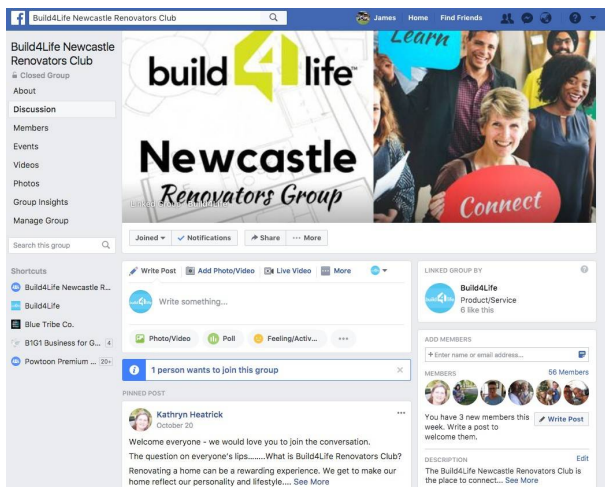 Build4Life Newcastle Renovators Club
James Home Find Friends
Build4Life Newcastle
Renovators Club
Closed Group
About
Discussion
Members
Events
Videos
Photos
Group Insights
Manage Group
Search this group
Shortcuts
Build4Life Newcastle R...
Build4Life
Blue Tribe Co.
B1G1 Business for G... 4
Powtoon Premium ... 20+
Learn
build 4 life™
Newcastle
Renovators Group
Connect
Joined Notifications Share ··· More
Write Post Add Photo/Video Live Video More
Write something...
Photo/Video Poll Feeling/Activ... ···
1 person wants to join this group
PINNED POST
Kathryn Heatrick
October 20
Welcome everyone - we would love you to join the conversation.
The question on everyone's lips........What is Build4Life Renovators Club?
Renovating a home can be a rewarding experience. We get to make our
home reflect our personality and lifestyle.... See More
LINKED GROUP BY
Build4Life
Product/Service
6 like this
ADD MEMBERS
+ Enter name or email address...
MEMBERS 56 Members
You have 3 new members this
week. Write a post to
welcome them.
Write Post
DESCRIPTION Edit
The Build4Life Newcastle Renovators Club is
the place to connect... See More